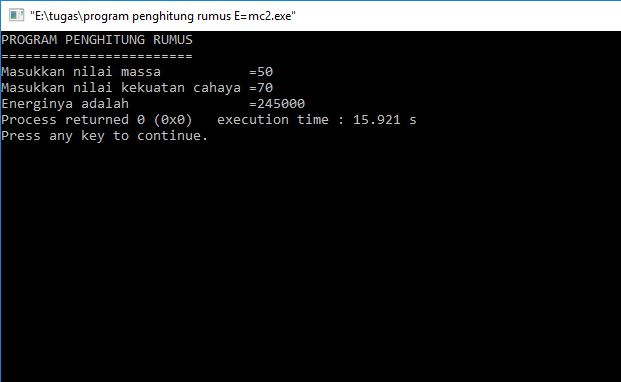 "E:\tugas\program penghitung rumus E=mc2.exe"
PROGRAM PENGHITUNG RUMUS
========================
Masukkan nilai massa           =50
Masukkan nilai kekuatan cahaya =70
Energinya adalah               =245000
Process returned 0 (0x0)   execution time : 15.921 s
Press any key to continue.